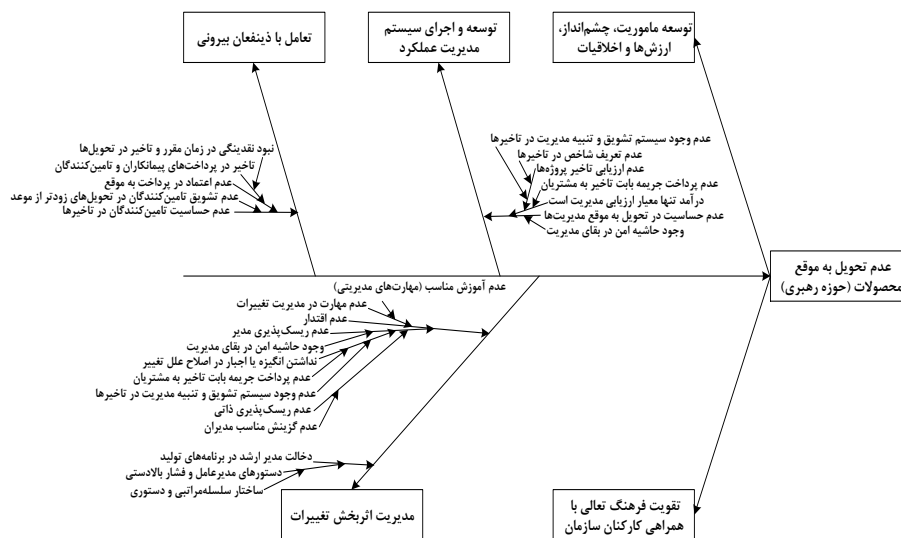 توسعه ماموریت، چشم‌انداز،
ارزش‌ها و اخلاقیات
توسعه و اجرای سیستم
مدیریت عملکرد
تعامل با ذینفعان بیرونی
عدم وجود سیستم تشویق و تنبیه مدیریت در تاخیرها
عدم تعریف شاخص در تاخیرها
عدم ارزیابی تاخیر پروژه‌ها
عدم پرداخت جریمه بابت تاخیر به مشتریان
درآمد تنها معیار ارزیابی مدیریت است
عدم حساسیت در تحویل به موقع مدیریت‌ها
وجود حاشیه امن در بقای مدیریت
نبود نقدینگی در زمان مقرر و تاخیر در تحویل‌ها
تاخیر در پرداخت‌های پیمانکاران و تامین‌کنندگان
عدم اعتماد در پرداخت به موقع
عدم تشویق تامین‌کنندگان در تحویل‌های زودتر از موعد
عدم حساسیت تامین‌کنندگان در تاخیرها
عدم تحویل به موقع
محصولات (حوزه رهبری)
عدم آموزش مناسب (مهارت‌های مدیریتی)
عدم مهارت در مدیریت تغییرات
عدم اقتدار
عدم ریسک‌پذیری مدیر
وجود حاشیه امن در بقای مدیریت
نداشتن انگیزه یا اجبار در اصلاح علل تغییر
عدم پرداخت جریمه بابت تاخیر به مشتریان
عدم وجود سیستم تشویق و تنبیه مدیریت در تاخیرها
عدم ریسک‌پذیری ذاتی
عدم گزینش مناسب مدیران
دخالت مدیر ارشد در برنامه‌های تولید
دستورهای مدیرعامل و فشار بالادستی
ساختار سلسله‌مراتبی و دستوری
تقویت فرهنگ تعالی با
همراهی کارکنان سازمان
مدیریت اثربخش تغییرات